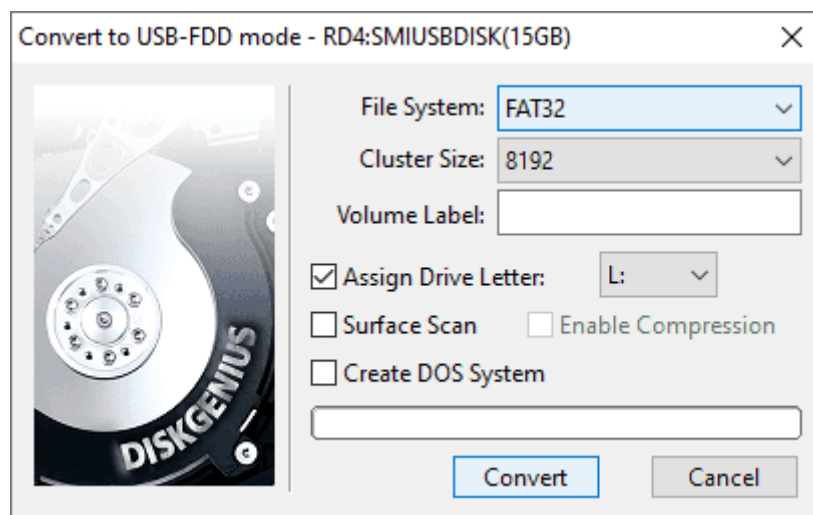 Convert to USB-FDD mode - RD4:SMIUSBDISK(15GB)
File System: FAT32
Cluster Size: 8192
Volume Label:
Assign Drive Letter: L:
Surface Scan Enable Compression
Create DOS System
DISKGENIUS
Convert Cancel